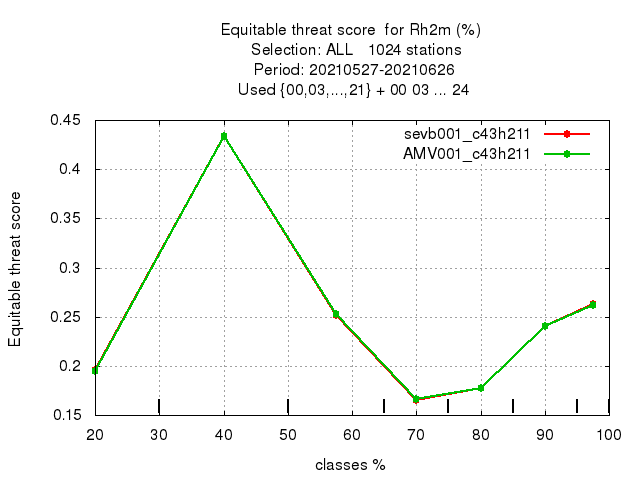 Equitable threat score  for Rh2m (%)
Selection: ALL   1024 stations
Period: 20210527-20210626
Used {00,03,...,21} + 00 03 ... 24
sevb001_c43h211
AMV001_c43h211
Equitable threat score
0.45
0.4
0.35
0.3
0.25
0.2
0.15
20 30 40 50 60 70 80 90 100
classes %